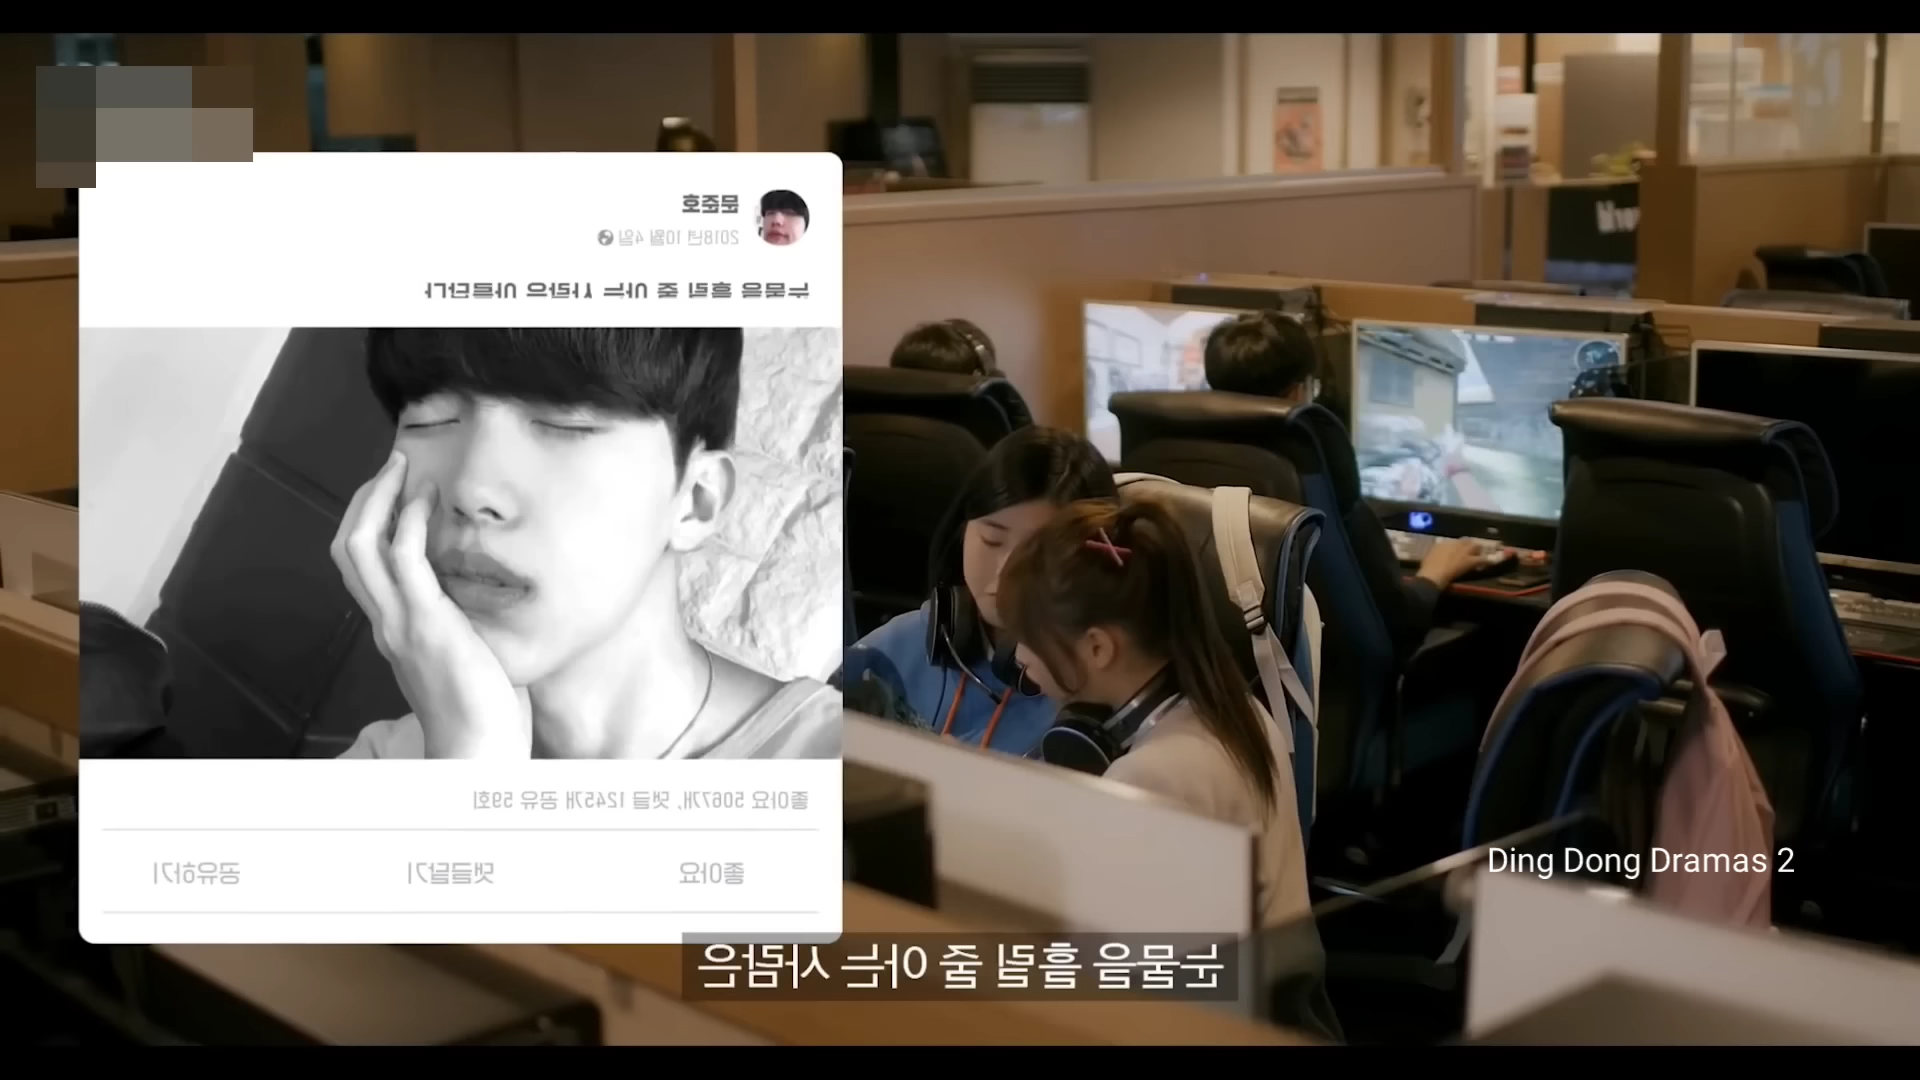 문준호
2018년 10월 4일
눈물을 흘릴 줄 아는 사람은 아름답다
좋아요 5067개, 댓글 1245개 공유 59회
좋아요 댓글달기 공유하기
Ding Dong Dramas 2
눈물을 흘릴 줄 아는 사람은